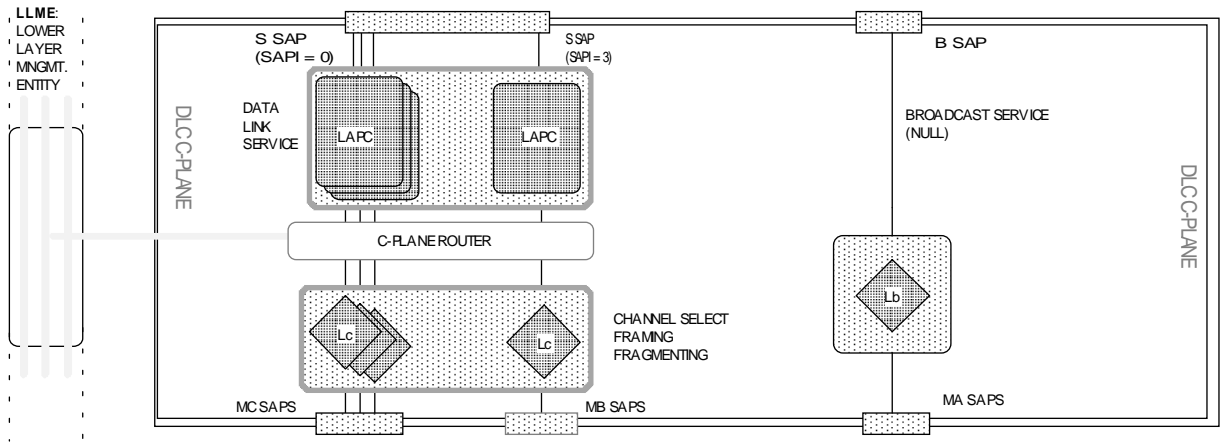 LLME:
LOWER
LAYER
MNGMT.
ENTITY
S SAP
(SAPI = 0)
S SAP
(SAPI = 3)
B SAP
DLC C-PLANE
DATA
LINK
SERVICE
LAPC
LAPC
BROADCAST SERVICE
(NULL)
DLC C-PLANE
C-PLANE ROUTER
Lc
Lc
Lb
CHANNEL SELECT
FRAMING
FRAGMENTING
MC SAPS
MB SAPS
MA SAPS